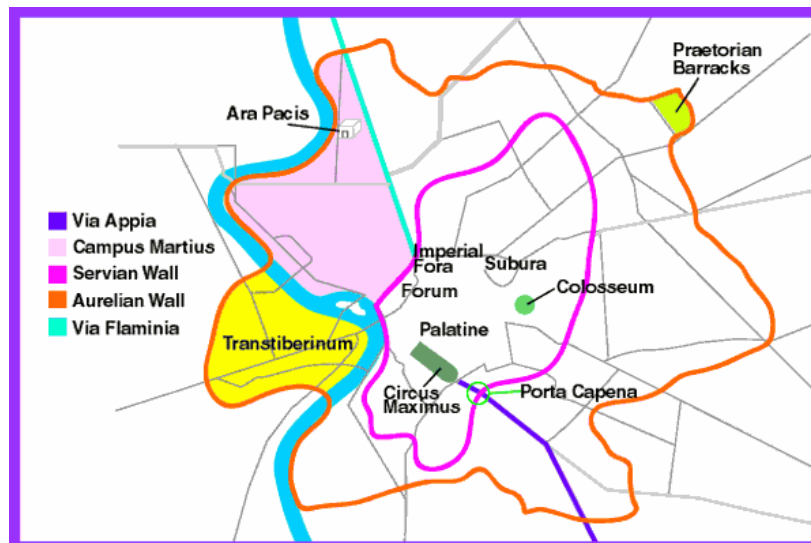 Praetorian
Barracks
Ara Pacis
Via Appia
Campus Martius
Servian Wall
Aurelian Wall
Via Flaminia
Imperial
Fora
Subura
Forum
Colosseum
Palatine
Transtiberinum
Circus
Maximus
Porta Capena